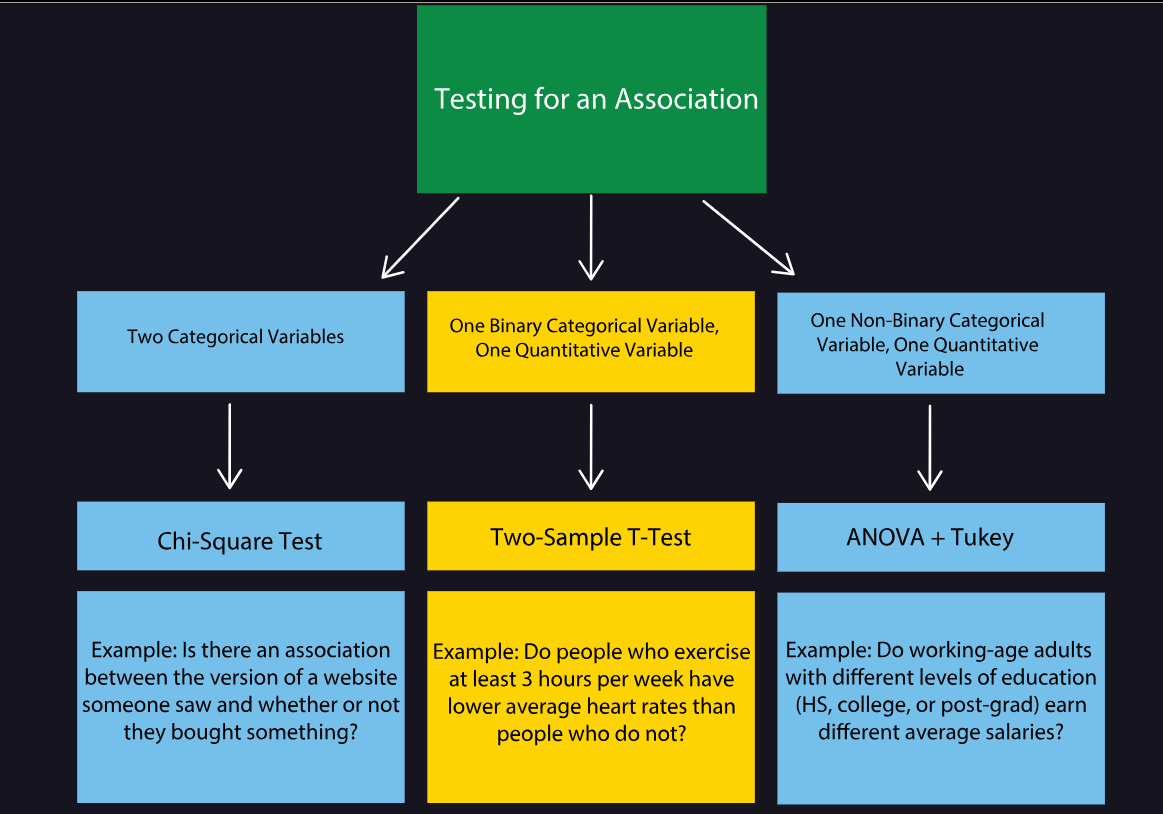 Testing for an Association
Two Categorical Variables
One Binary Categorical Variable,
One Quantitative Variable
One Non-Binary Categorical
Variable, One Quantitative
Variable
Chi-Square Test
Two-Sample T-Test
ANOVA + Tukey
Example: Is there an association
between the version of a website
someone saw and whether or not
they bought something?
Example: Do people who exercise
at least 3 hours per week have
lower average heart rates than
people who do not?
Example: Do working-age adults
with different levels of education
(HS, college, or post-grad) earn
different average salaries?